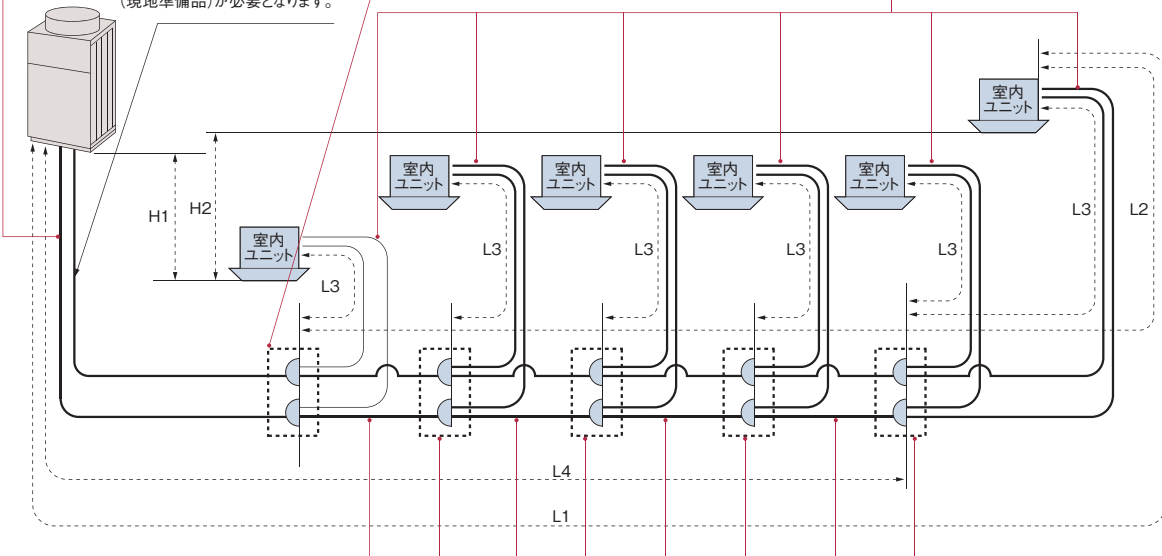 （現地準備品）が必要となります。
室内
ユニット
室内
ユニット
室内
ユニット
室内
ユニット
室内
ユニット
室内
ユニット
H1
H2
L3
L3
L3
L3
L3
L3
L2
L4
L1